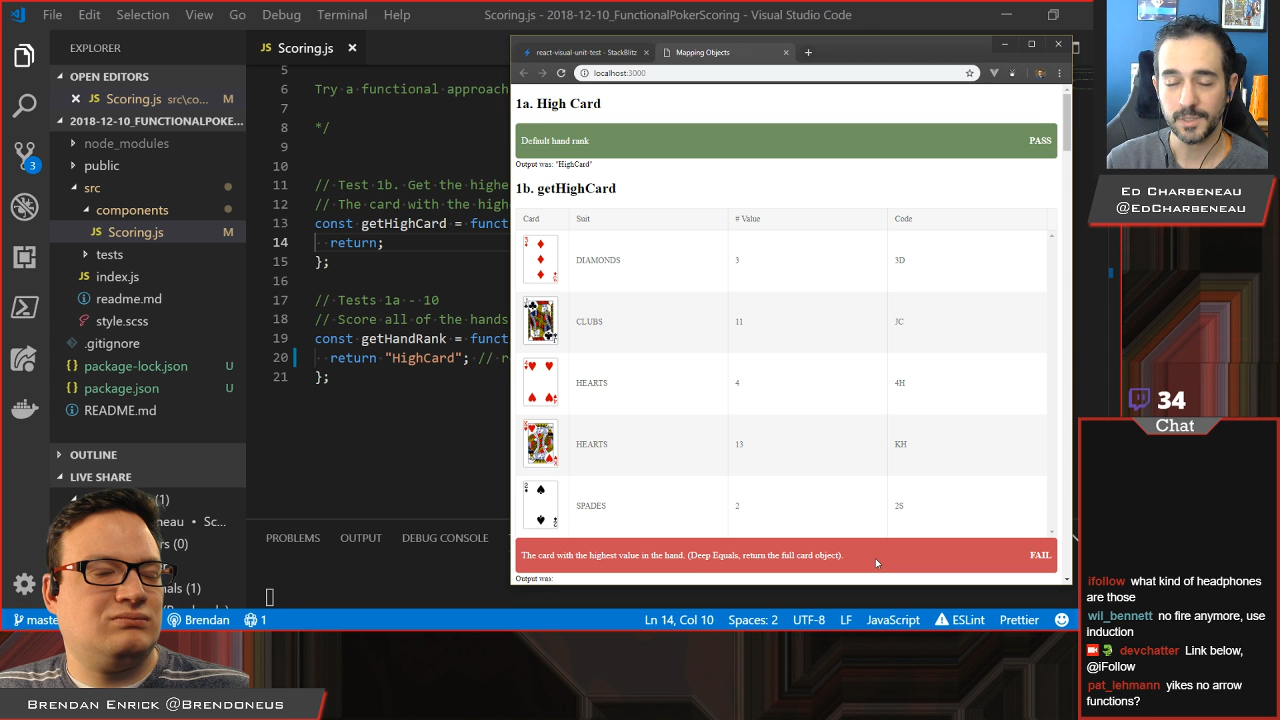 File Edit Selection View Go Debug Terminal Help
Scoring.js - 2018-12-10_FunctionalPokerScoring - Visual Studio Code
EXPLORER
OPEN EDITORS
Scoring.js src\co... M
2018-12-10_FUNCTIONALPOKE...
node_modules
public
src
components
JS Scoring.js M
tests
JS index.js
readme.md
style.scss
.gitignore
{} package-lock.json U
{} package.json U
README.md
OUTLINE
LIVE SHARE
(1)
eau • Sc...
rs (0)
nals (1)
3
JS Scoring.js
5
6 Try a functional approach
7
8 */
9
10
11 // Test 1b. Get the highe
12 // The card with the high
13 const getHighCard = funct
14 return;
15 };
16
17 // Tests 1a - 10
18 // Score all of the hands
19 const getHandRank = funct
20 return "HighCard"; // r
21 };
PROBLEMS OUTPUT DEBUG CONSOLE
react-visual-unit-test - StackBlitz
Mapping Objects
localhost:3000
1a. High Card
Default hand rank PASS
Output was: "HighCard"
1b. getHighCard
Card Suit # Value Code
DIAMONDS 3 3D
CLUBS 11 JC
HEARTS 4 4H
HEARTS 13 KH
SPADES 2 2S
The card with the highest value in the hand. (Deep Equals, return the full card object). FAIL
Output was:
maste
Brendan 1
Ln 14, Col 10 Spaces: 2 UTF-8 LF JavaScript ESLint Prettier
Ed Charbeneau
@EdCharbeneau
34
Chat
ifollow what kind of headphones
are those
wil_bennett no fire anymore, use
induction
devchatter Link below,
@iFollow
pat_lehmann yikes no arrow
functions?
Brendan Enrick @Brendoneus